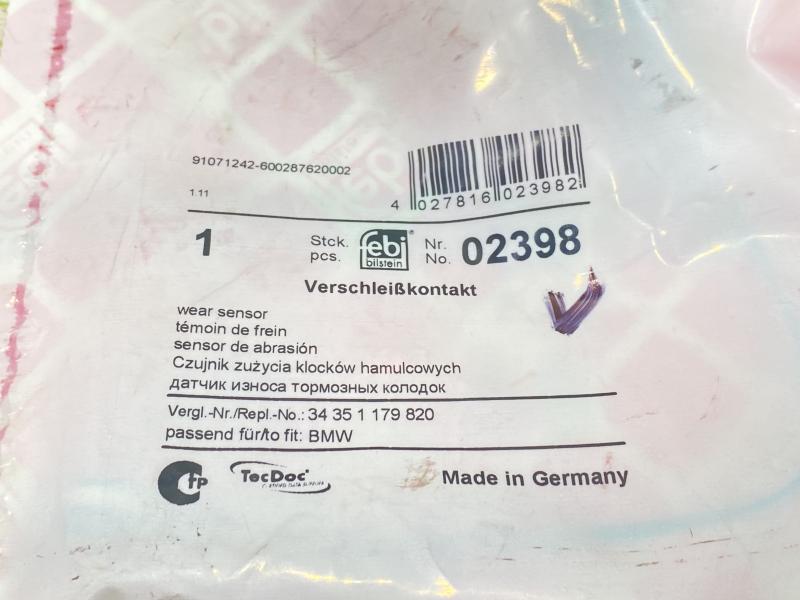 91071242-600287620002
1.11
4 027816 023982
1 Stck. pcs. febi bilstein Nr. No. 02398
Verschleißkontakt
wear sensor
témoin de frein
sensor de abrasión
Czujnik zużycia klocków hamulcowych
датчик износа тормозных колодок
Vergl.-Nr./Repl.-No.: 34 35 1 179 820
passend für/to fit: BMW
TecDoc
Made in Germany